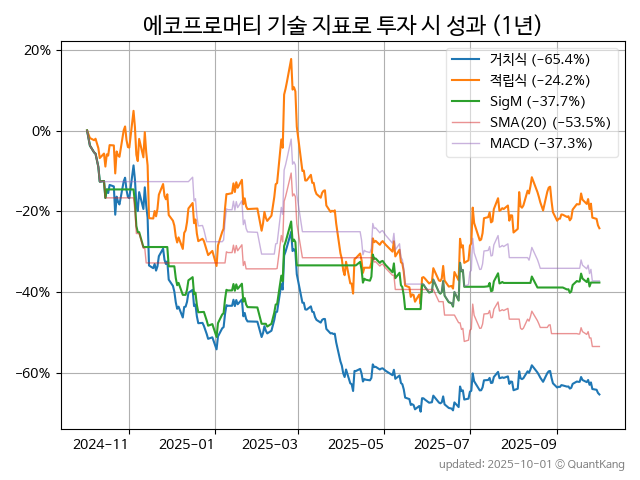 에코프로머티 기술 지표로 투자 시 성과 (1년)
거치식 (−65.4%)
적립식 (−24.2%)
SigM (−37.7%)
SMA(20) (−53.5%)
MACD (−37.3%)
20%
0%
−20%
−40%
−60%
2024-11 2025-01 2025-03 2025-05 2025-07 2025-09
updated: 2025-10-01 © QuantKang